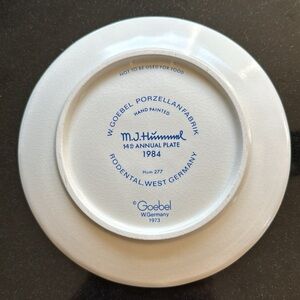 NOT TO BE USED FOR FOOD
W. GOEBEL PORZELLANFABRIK
HAND PAINTED
M.J. Hümmel
14th ANNUAL PLATE
1984
Hum 277
RODENTAL, WEST GERMANY
© Goebel
W. Germany
1973